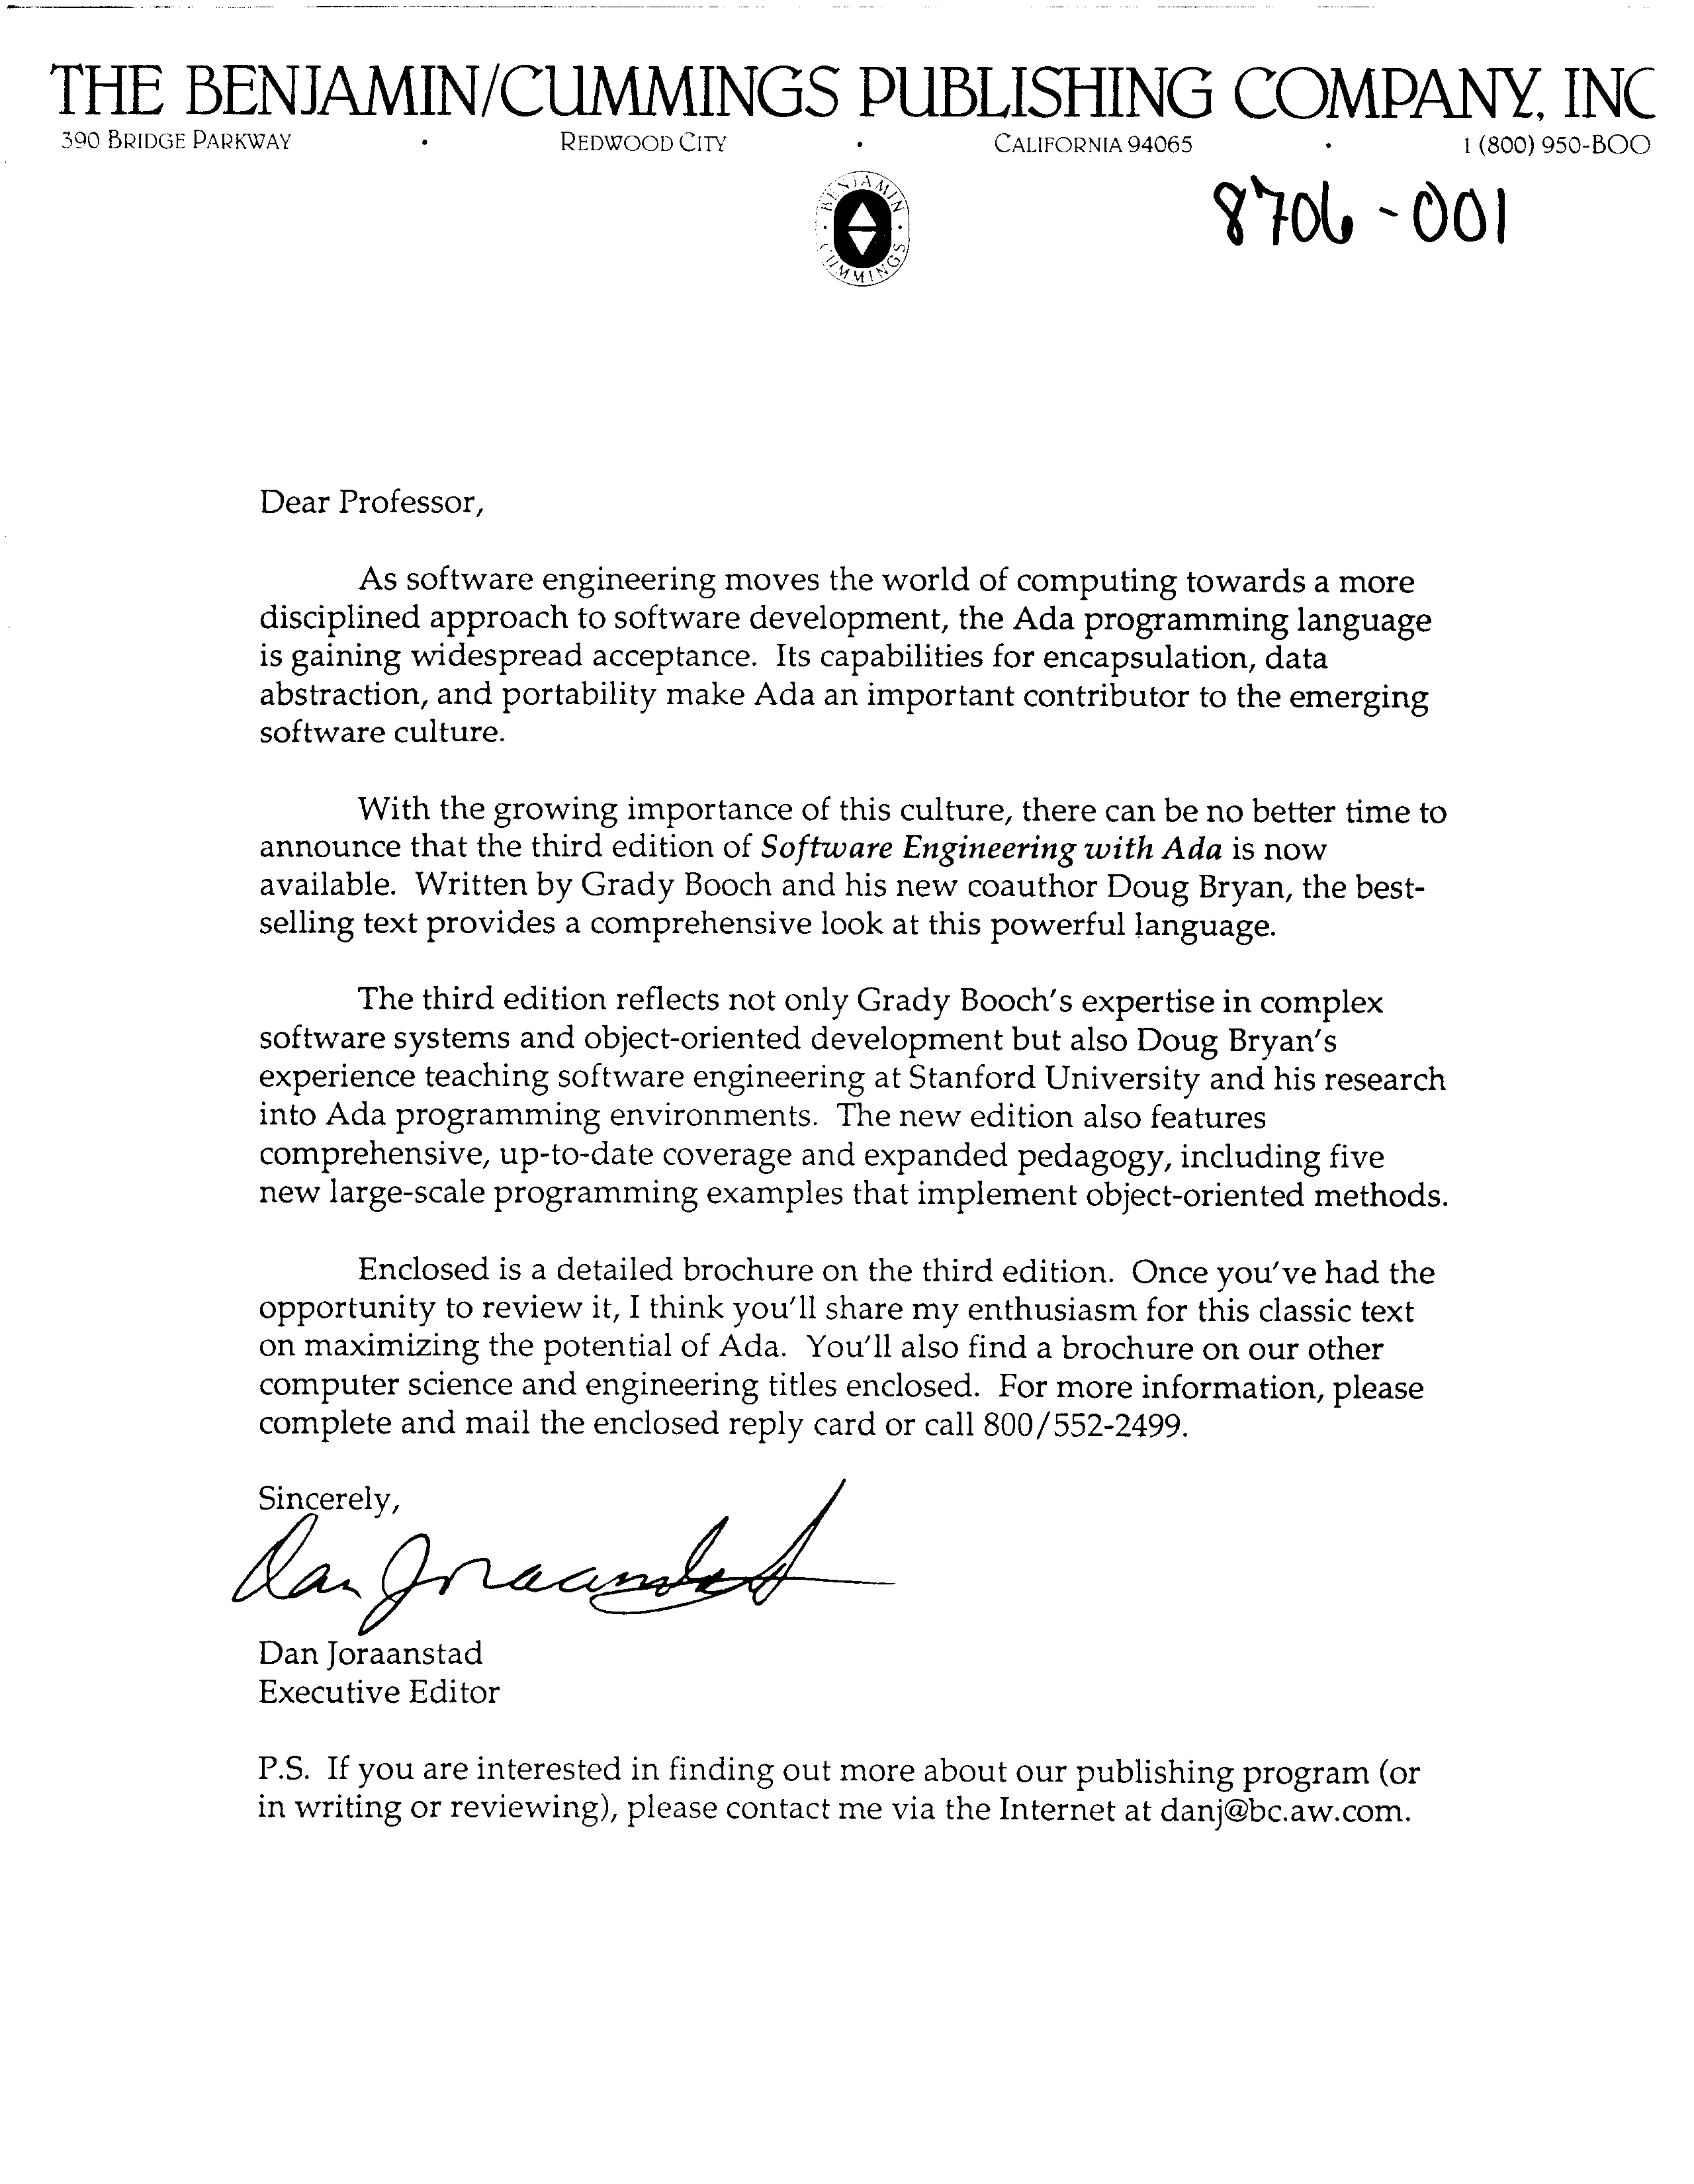 THE BENJAMIN/CUMMINGS PUBLISHING COMPANY, INC
390 BRIDGE PARKWAY · REDWOOD CITY · CALIFORNIA 94065 · 1 (800) 950-BOO
BENJAMIN · CUMMINGS ·
8706-001
Dear Professor,
As software engineering moves the world of computing towards a more
disciplined approach to software development, the Ada programming language
is gaining widespread acceptance. Its capabilities for encapsulation, data
abstraction, and portability make Ada an important contributor to the emerging
software culture.
With the growing importance of this culture, there can be no better time to
announce that the third edition of Software Engineering with Ada is now
available. Written by Grady Booch and his new coauthor Doug Bryan, the best-
selling text provides a comprehensive look at this powerful language.
The third edition reflects not only Grady Booch's expertise in complex
software systems and object-oriented development but also Doug Bryan's
experience teaching software engineering at Stanford University and his research
into Ada programming environments. The new edition also features
comprehensive, up-to-date coverage and expanded pedagogy, including five
new large-scale programming examples that implement object-oriented methods.
Enclosed is a detailed brochure on the third edition. Once you've had the
opportunity to review it, I think you'll share my enthusiasm for this classic text
on maximizing the potential of Ada. You'll also find a brochure on our other
computer science and engineering titles enclosed. For more information, please
complete and mail the enclosed reply card or call 800/552-2499.
Sincerely,
Dan Joraanstad
Dan Joraanstad
Executive Editor
P.S. If you are interested in finding out more about our publishing program (or
in writing or reviewing), please contact me via the Internet at danj@bc.aw.com.